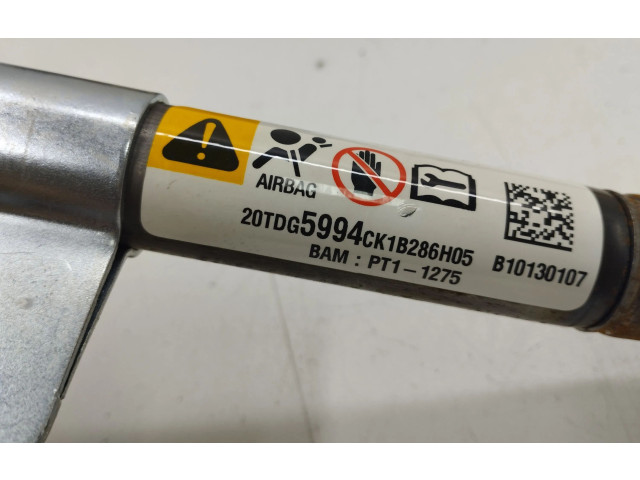 AIRBAG
20TDG5994CK1B286H05
BAM : PT1-1275
B10130107